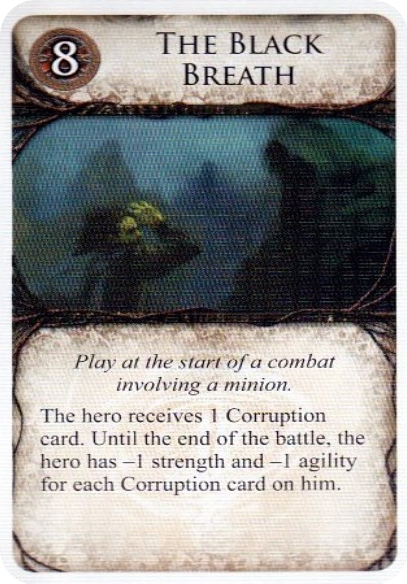 8
THE BLACK
BREATH
Play at the start of a combat
involving a minion.
The hero receives 1 Corruption
card. Until the end of the battle, the
hero has –1 strength and –1 agility
for each Corruption card on him.